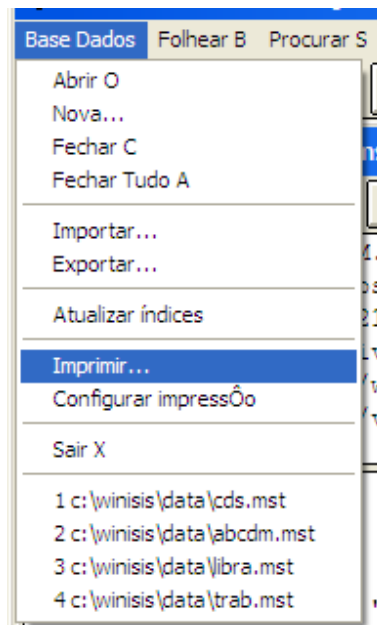 Base Dados Folhear B Procurar S
Abrir O
Nova...
Fechar C
Fechar Tudo A
Importar...
Exportar...
Atualizar índices
Imprimir...
Configurar impressÔo
Sair X
1 c:\winisis\data\cds.mst
2 c:\winisis\data\abcdm.mst
3 c:\winisis\data\libra.mst
4 c:\winisis\data\trab.mst